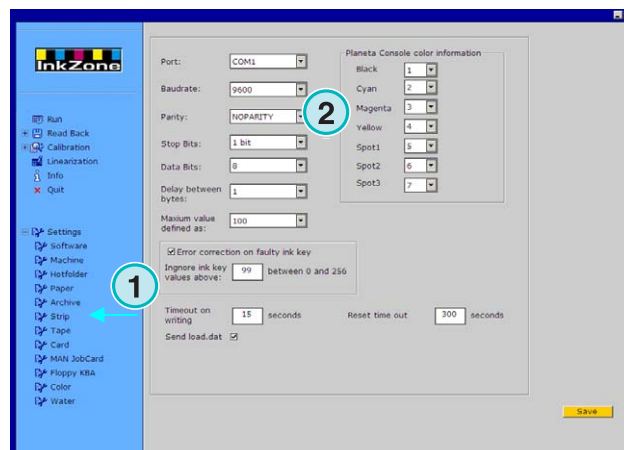 InkZone
Run
Read Back
Calibration
Linearization
Info
Quit
Settings
Software
Machine
Hotfolder
Paper
Archive
Strip
Tape
Card
MAN JobCard
Floppy KBA
Color
Water
1
Port: COM1
Baudrate: 9600
Parity: NOPARITY
Stop Bits: 1 bit
Data Bits: 8
Delay between bytes: 1
Maxium value defined as: 100
2
Planeta Console color information
Black 1
Cyan 2
Magenta 3
Yellow 4
Spot1 5
Spot2 6
Spot3 7
Error correction on faulty ink key
Ingnore ink key values above: 99 between 0 and 256
Timeout on writing 15 seconds
Reset time out 300 seconds
Send load.dat
Save